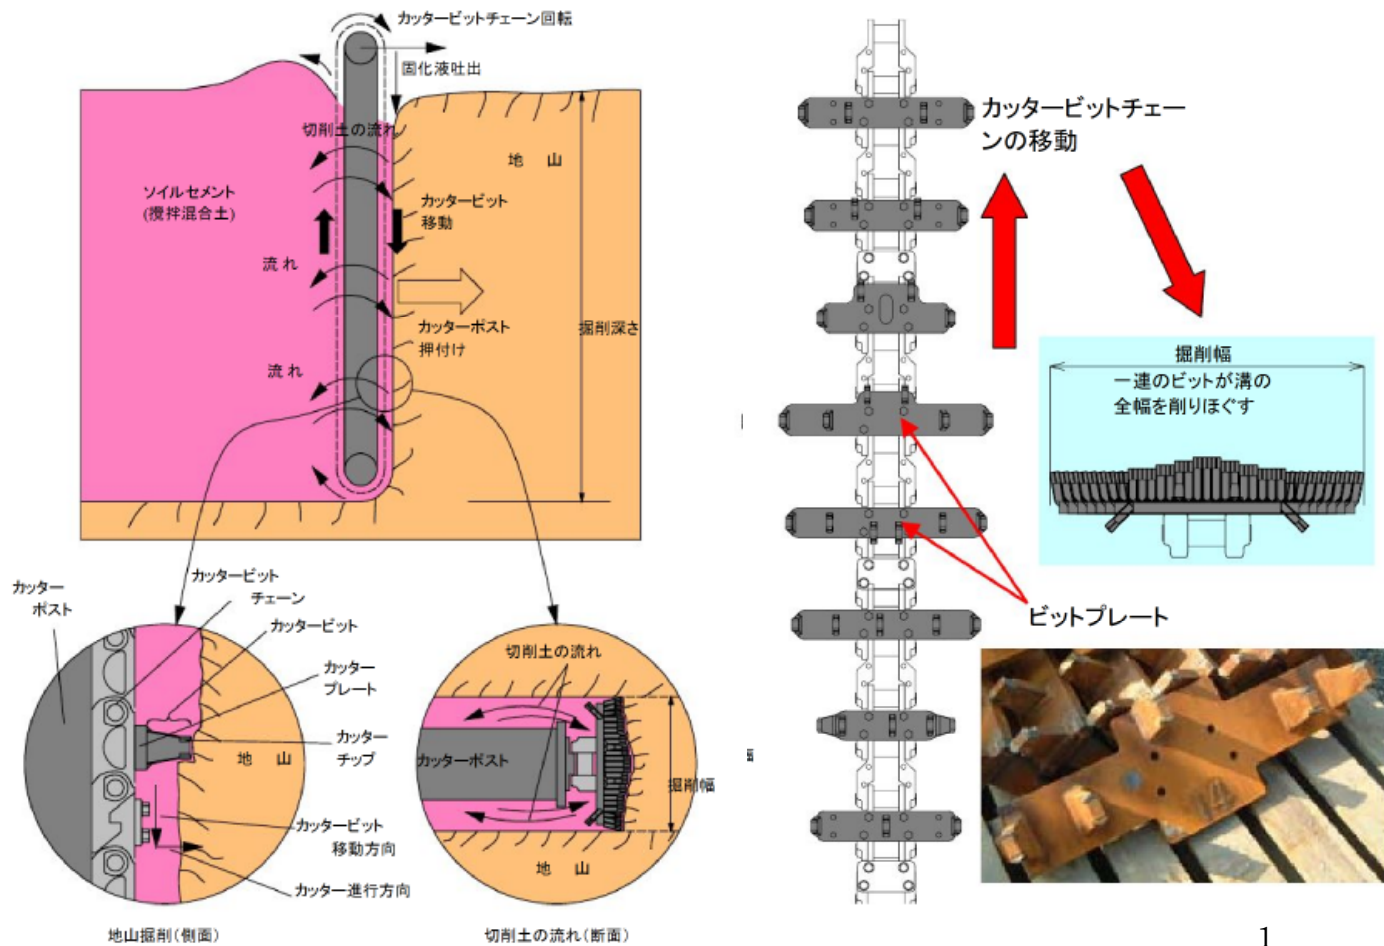 カッタービットチェーン回転
固化液吐出
切削土の流れ
地 山
ソイルセメント
(攪拌混合土)
カッタービット
移動
流れ
掘削深さ
カッターポスト
押付け
流れ
カッター
ポスト
カッタービット
チェーン
カッタービット
カッター
プレート
カッター
チップ
地 山
カッタービット
移動方向
カッター進行方向
地山掘削(側面)
切削土の流れ
カッターポスト
掘削幅
地 山
切削土の流れ(断面)
カッタービットチェー
ンの移動
掘削幅
一連のビットが溝の
全幅を削りほぐす
ビットプレート
14
1